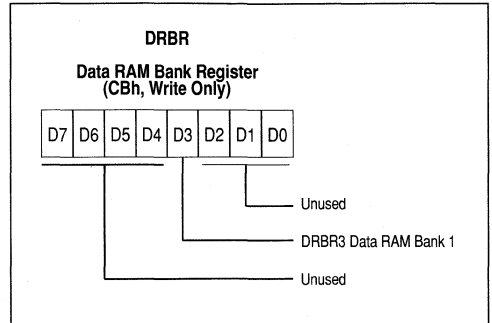 DRBR
Data RAM Bank Register
(CBh, Write Only)
D7 D6 D5 D4 D3 D2 D1 D0
Unused
DRBR3 Data RAM Bank 1
Unused